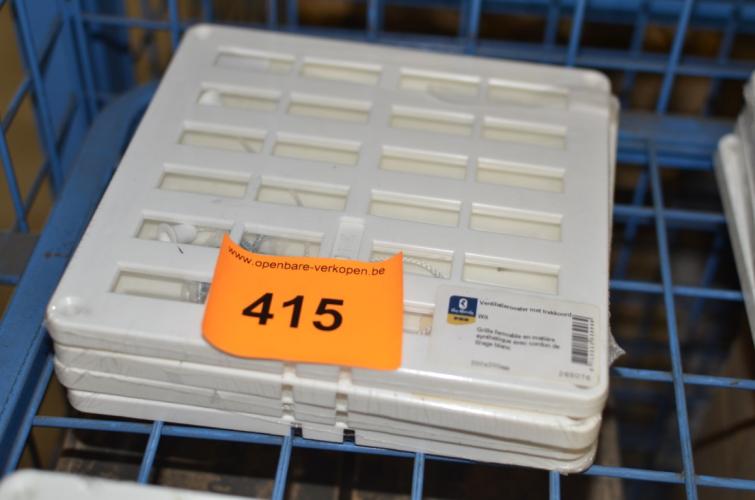 www.openbare-verkopen.be
415
Ventilatierooster met trekkoord
Wit
Grille fermable en matière
synthétique avec cordon de
tirage blanc